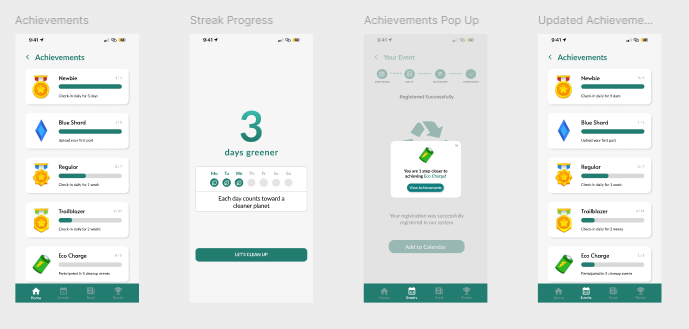 Achievements
9:41
Achievements
Newbie
Check-in daily for 3 days
Blue Shard
Upload your first post
Regular
Check-in daily for 1 week
Trailblazer
Check-in daily for 2 weeks
Eco Charge
Participated in 5 cleanup events
Home
Events
Feed
Streak Progress
9:41
3
days greener
Mo Tu We Th Fr Sa Su
Each day counts toward a
cleaner planet
LET'S CLEAN UP
Achievements Pop Up
9:41
Your Event
Registered Successfully
You are 1 step closer to
achieving Eco Charge!
View Achievements
Your registration was successfully
registered in our system
Add to Calendar
Home
Events
Feed
Updated Achieveme...
9:41
Achievements
Newbie
Check-in daily for 3 days
Blue Shard
Upload your first post
Regular
Check-in daily for 1 week
Trailblazer
Check-in daily for 2 weeks
Eco Charge
Participated in 5 cleanup events
Home
Events
Feed